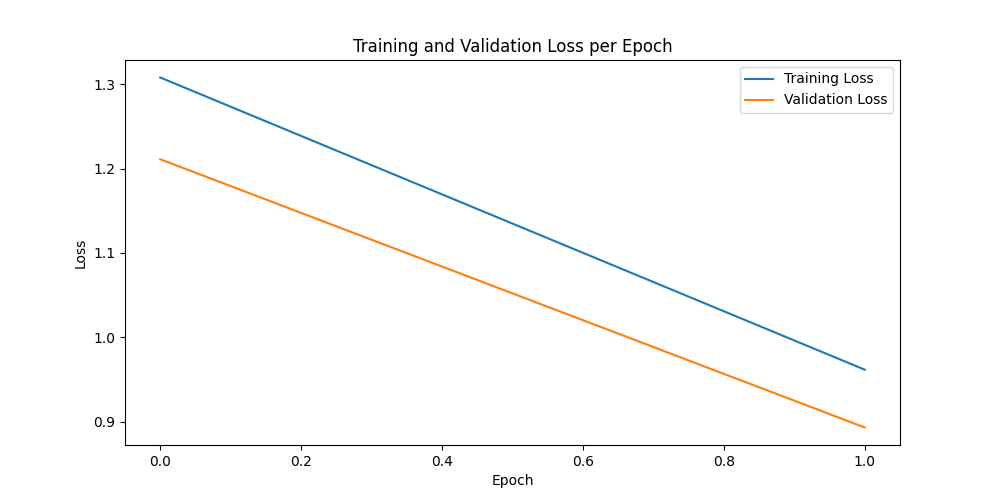 Training and Validation Loss per Epoch
Training Loss
Validation Loss
1.3
1.2
1.1
1.0
0.9
Loss
0.0 0.2 0.4 0.6 0.8 1.0
Epoch